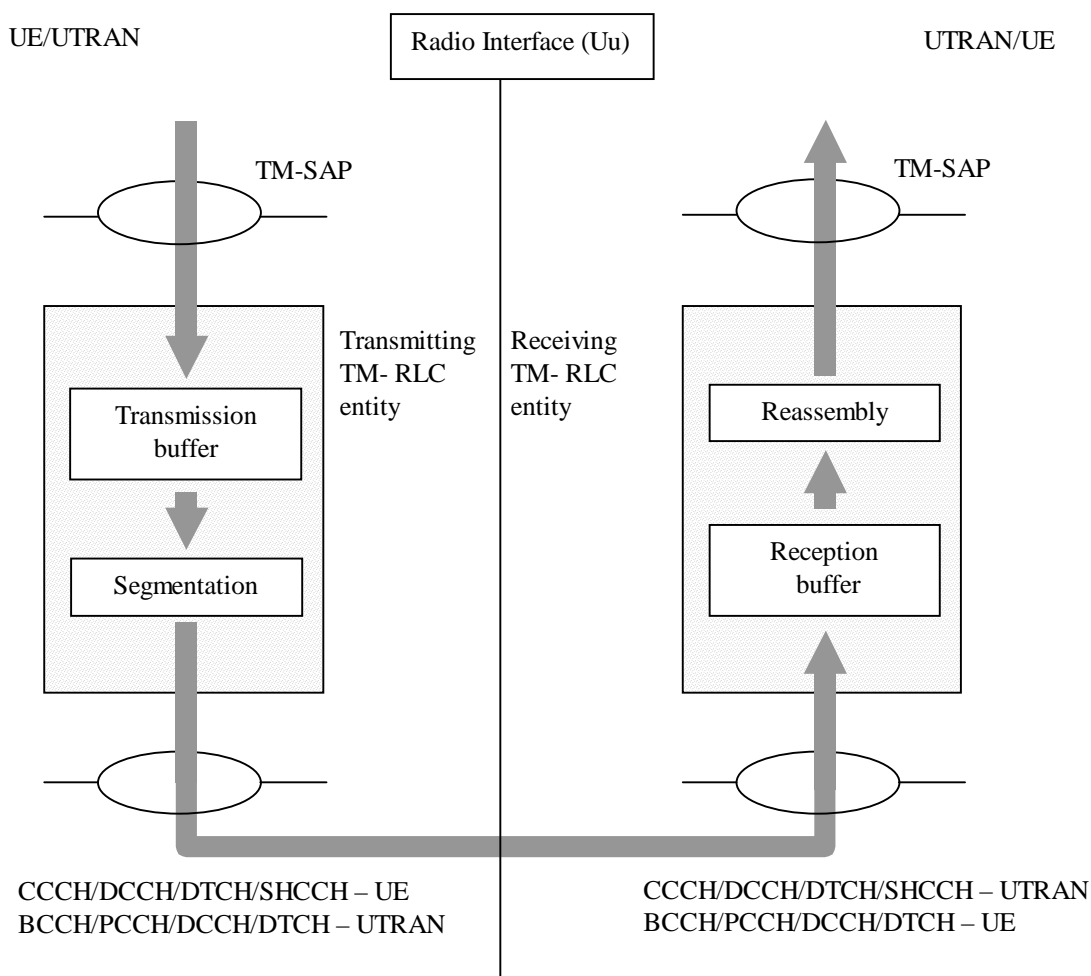 UE/UTRAN
Radio Interface (Uu)
UTRAN/UE
TM-SAP
TM-SAP
Transmitting
TM- RLC
entity
Receiving
TM- RLC
entity
Transmission
buffer
Segmentation
Reassembly
Reception
buffer
CCCH/DCCH/DTCH/SHCCH – UE
BCCH/PCCH/DCCH/DTCH – UTRAN
CCCH/DCCH/DTCH/SHCCH – UTRAN
BCCH/PCCH/DCCH/DTCH – UE